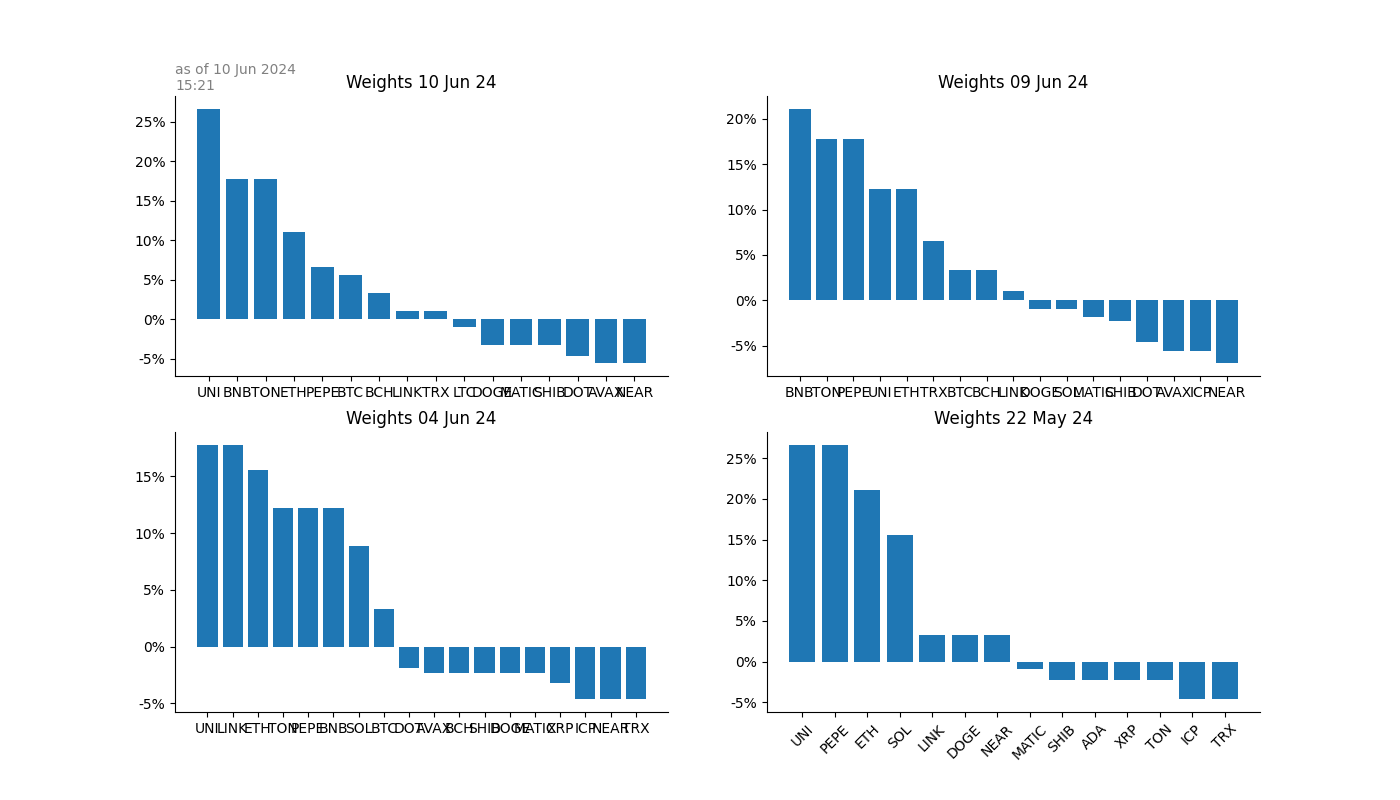 as of 10 Jun 2024
15:21
Weights 10 Jun 24
25%
20%
15%
10%
5%
0%
-5%
UNI BNB TON ETH PEPE BTC BCH LINK TRX LTC DOGE MATIC SHIB DOT AVAX NEAR
Weights 09 Jun 24
20%
15%
10%
5%
0%
-5%
BNB TON PEPE UNI ETH TRX BTC BCH LINK DOGE SOL MATIC SHIB DOT AVAX ICP NEAR
Weights 04 Jun 24
15%
10%
5%
0%
-5%
UNI LINK ETH TON PEPE BNB SOL BTC DOT AVAX BCH SHIB DOGE MATIC XRP ICP NEAR TRX
Weights 22 May 24
25%
20%
15%
10%
5%
0%
-5%
UNI PEPE ETH SOL LINK DOGE NEAR MATIC SHIB ADA XRP TON ICP TRX